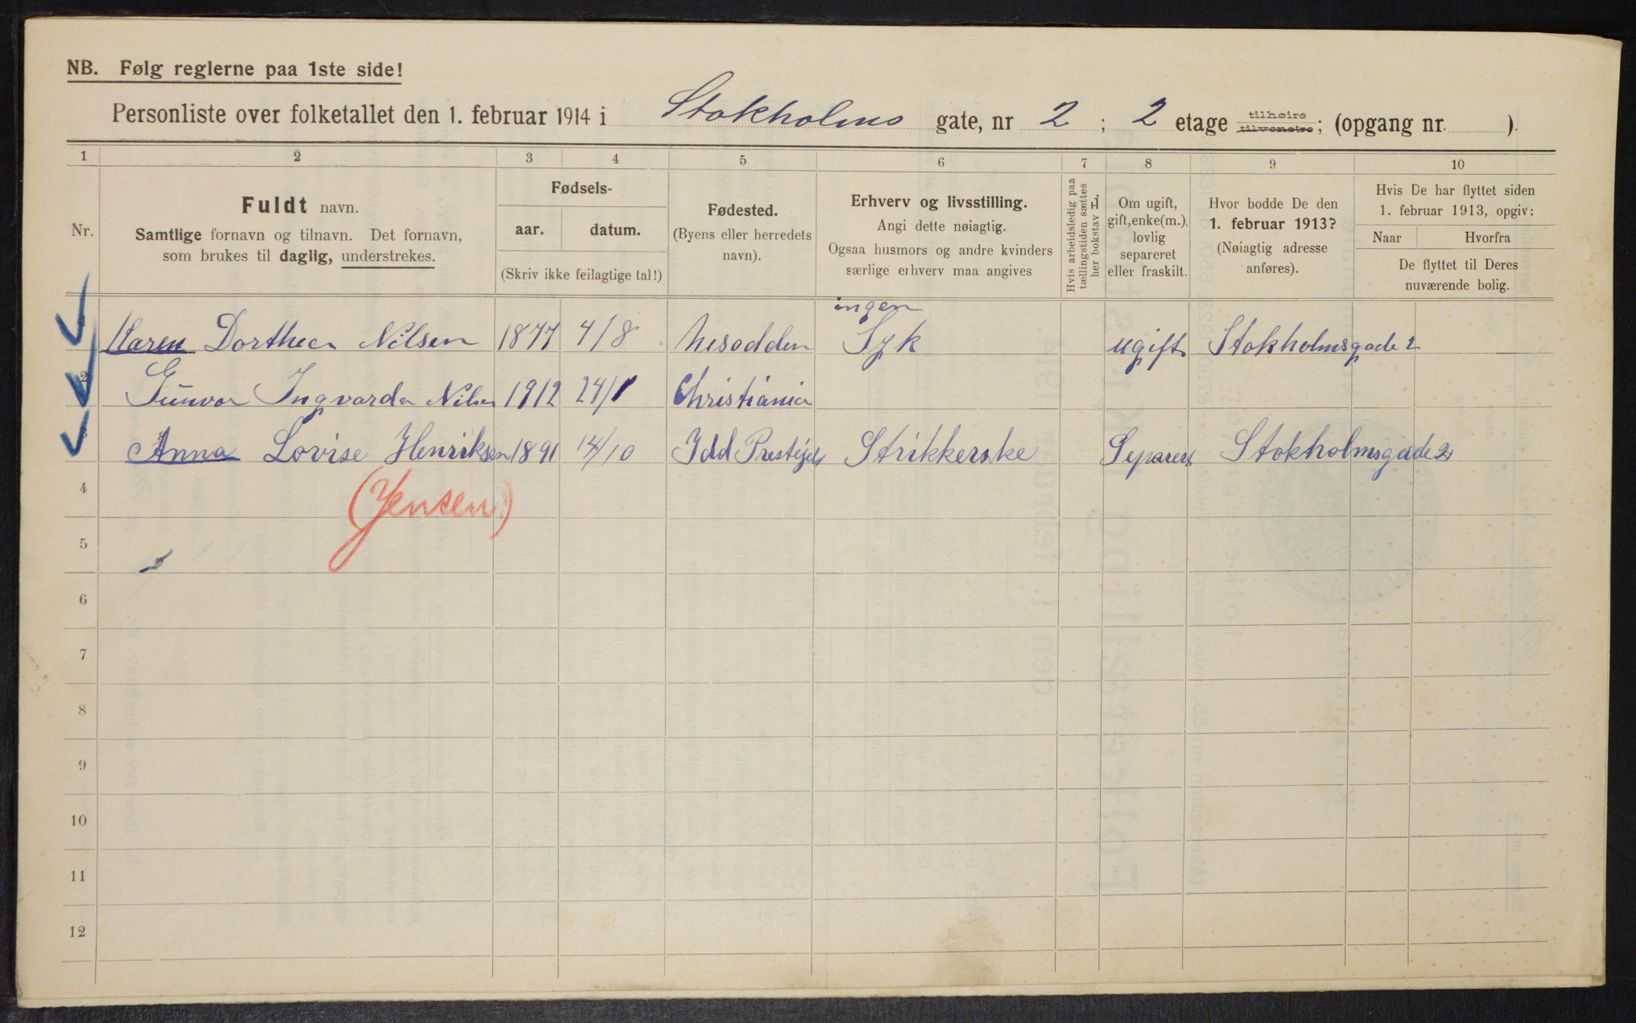 NB. Følg reglerne paa 1ste side!
Personliste over folketallet den 1. februar 1914 i Stokholms gate, nr 2 ; 2 etage tilhøire tilvenstre; (opgang nr. ).
1 2 3 4 5 6 7 8 9 10
Nr.
Fuldt navn.
Samtlige fornavn og tilnavn. Det fornavn,
som brukes til daglig, understrekes.
Fødsels-
aar. datum.
(Skriv ikke feilagtige tal!)
Fødested.
(Byens eller herredets
navn).
Erhverv og livsstilling.
Angi dette nøiagtig.
Ogsaa husmors og andre kvinders
særlige erhverv maa angives
Hvis arbeidsledig paa
tællingstiden sættes
her bokstav L.
Om ugift,
gift, enke(m.),
lovlig
separeret
eller fraskilt.
Hvor bodde De den
1. februar 1913?
(Nøiagtig adresse
anføres).
Hvis De har flyttet siden
1. februar 1913, opgiv:
Naar Hvorfra
De flyttet til Deres
nuværende bolig.
ingen
Karen Dorthea Nilsen 1877 4/8 Nesodden Syk ugift Stokholmsgade 2
2 Gunvor Ingvarda Nilsen 1912 24/1 Christiania
3 Anna Lovise Henriksen 1891 14/10 Idd Prestejeld Strikkerske Separert Stokholmsgade 2
4 (Jensen)
5
6
7
8
9
10
11
12